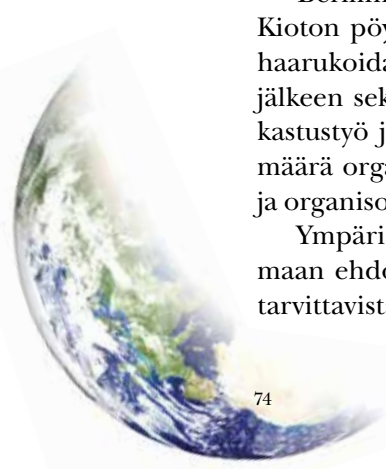 Kioton pöy
haarukoida
jälkeen sek
kastustyö j
määrä orga
ja organiso
Ympäri
maan ehdo
tarvittavist
74